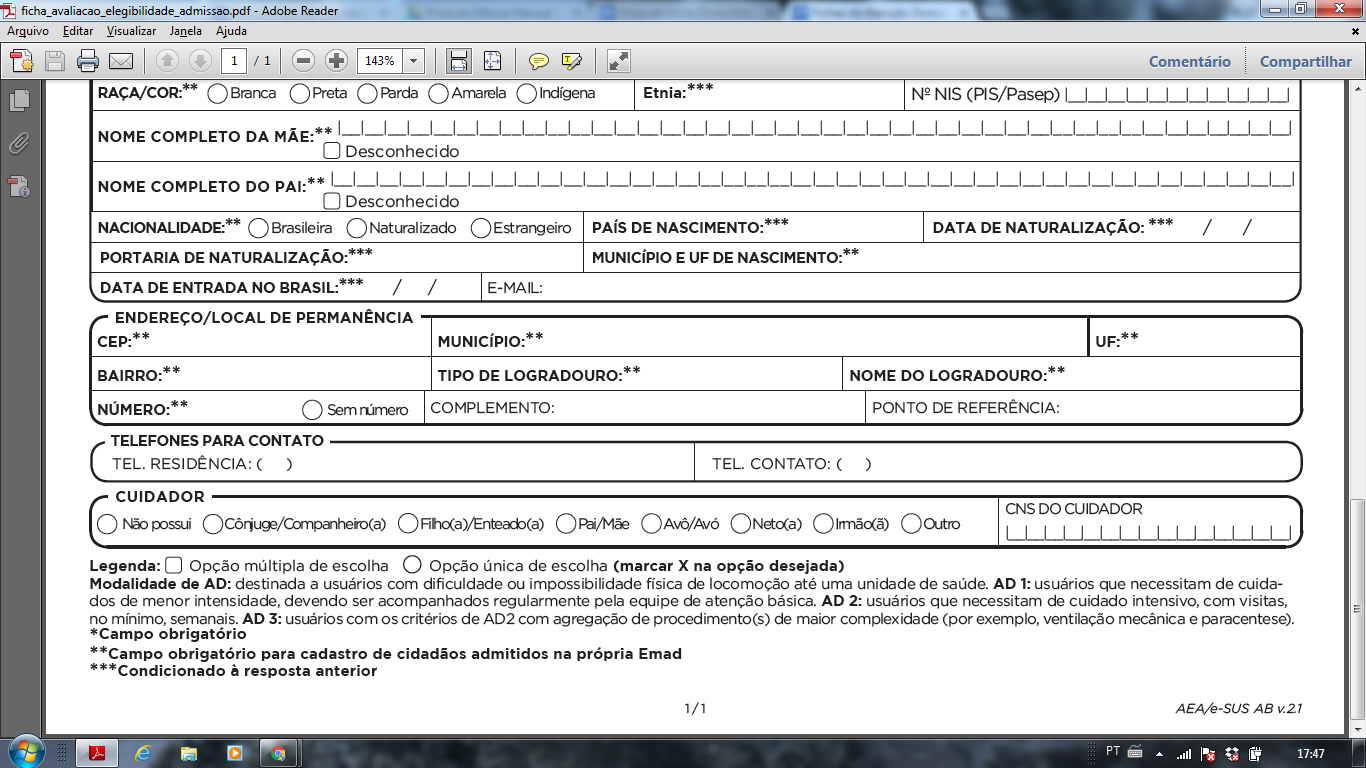 ficha_avaliacao_elegibilidade_admissao.pdf - Adobe Reader
Arquivo Editar Visualizar Janela Ajuda
1 / 1 143% Comentário Compartilhar
RAÇA/COR:** Branca Preta Parda Amarela Indígena Etnia:*** Nº NIS (PIS/Pasep)
NOME COMPLETO DA MÃE:**
Desconhecido
NOME COMPLETO DO PAI:**
Desconhecido
NACIONALIDADE:** Brasileira Naturalizado Estrangeiro PAÍS DE NASCIMENTO:*** DATA DE NATURALIZAÇÃO: *** / /
PORTARIA DE NATURALIZAÇÃO:*** MUNICÍPIO E UF DE NASCIMENTO:**
DATA DE ENTRADA NO BRASIL:*** / / E-MAIL:
ENDEREÇO/LOCAL DE PERMANÊNCIA
CEP:** MUNICÍPIO:** UF:**
BAIRRO:** TIPO DE LOGRADOURO:** NOME DO LOGRADOURO:**
NÚMERO:** Sem número COMPLEMENTO: PONTO DE REFERÊNCIA:
TELEFONES PARA CONTATO
TEL. RESIDÊNCIA: ( ) TEL. CONTATO: ( )
CUIDADOR
CNS DO CUIDADOR
Não possui Cônjuge/Companheiro(a) Filho(a)/Enteado(a) Pai/Mãe Avô/Avó Neto(a) Irmão(ã) Outro
Legenda: Opção múltipla de escolha Opção única de escolha (marcar X na opção desejada)
Modalidade de AD: destinada a usuários com dificuldade ou impossibilidade física de locomoção até uma unidade de saúde. AD 1: usuários que necessitam de cuida-
dos de menor intensidade, devendo ser acompanhados regularmente pela equipe de atenção básica. AD 2: usuários que necessitam de cuidado intensivo, com visitas,
no mínimo, semanais. AD 3: usuários com os critérios de AD2 com agregação de procedimento(s) de maior complexidade (por exemplo, ventilação mecânica e paracentese).
*Campo obrigatório
**Campo obrigatório para cadastro de cidadãos admitidos na própria Emad
***Condicionado à resposta anterior
1 / 1 AEA/e-SUS AB v.2.1
PT 17:47